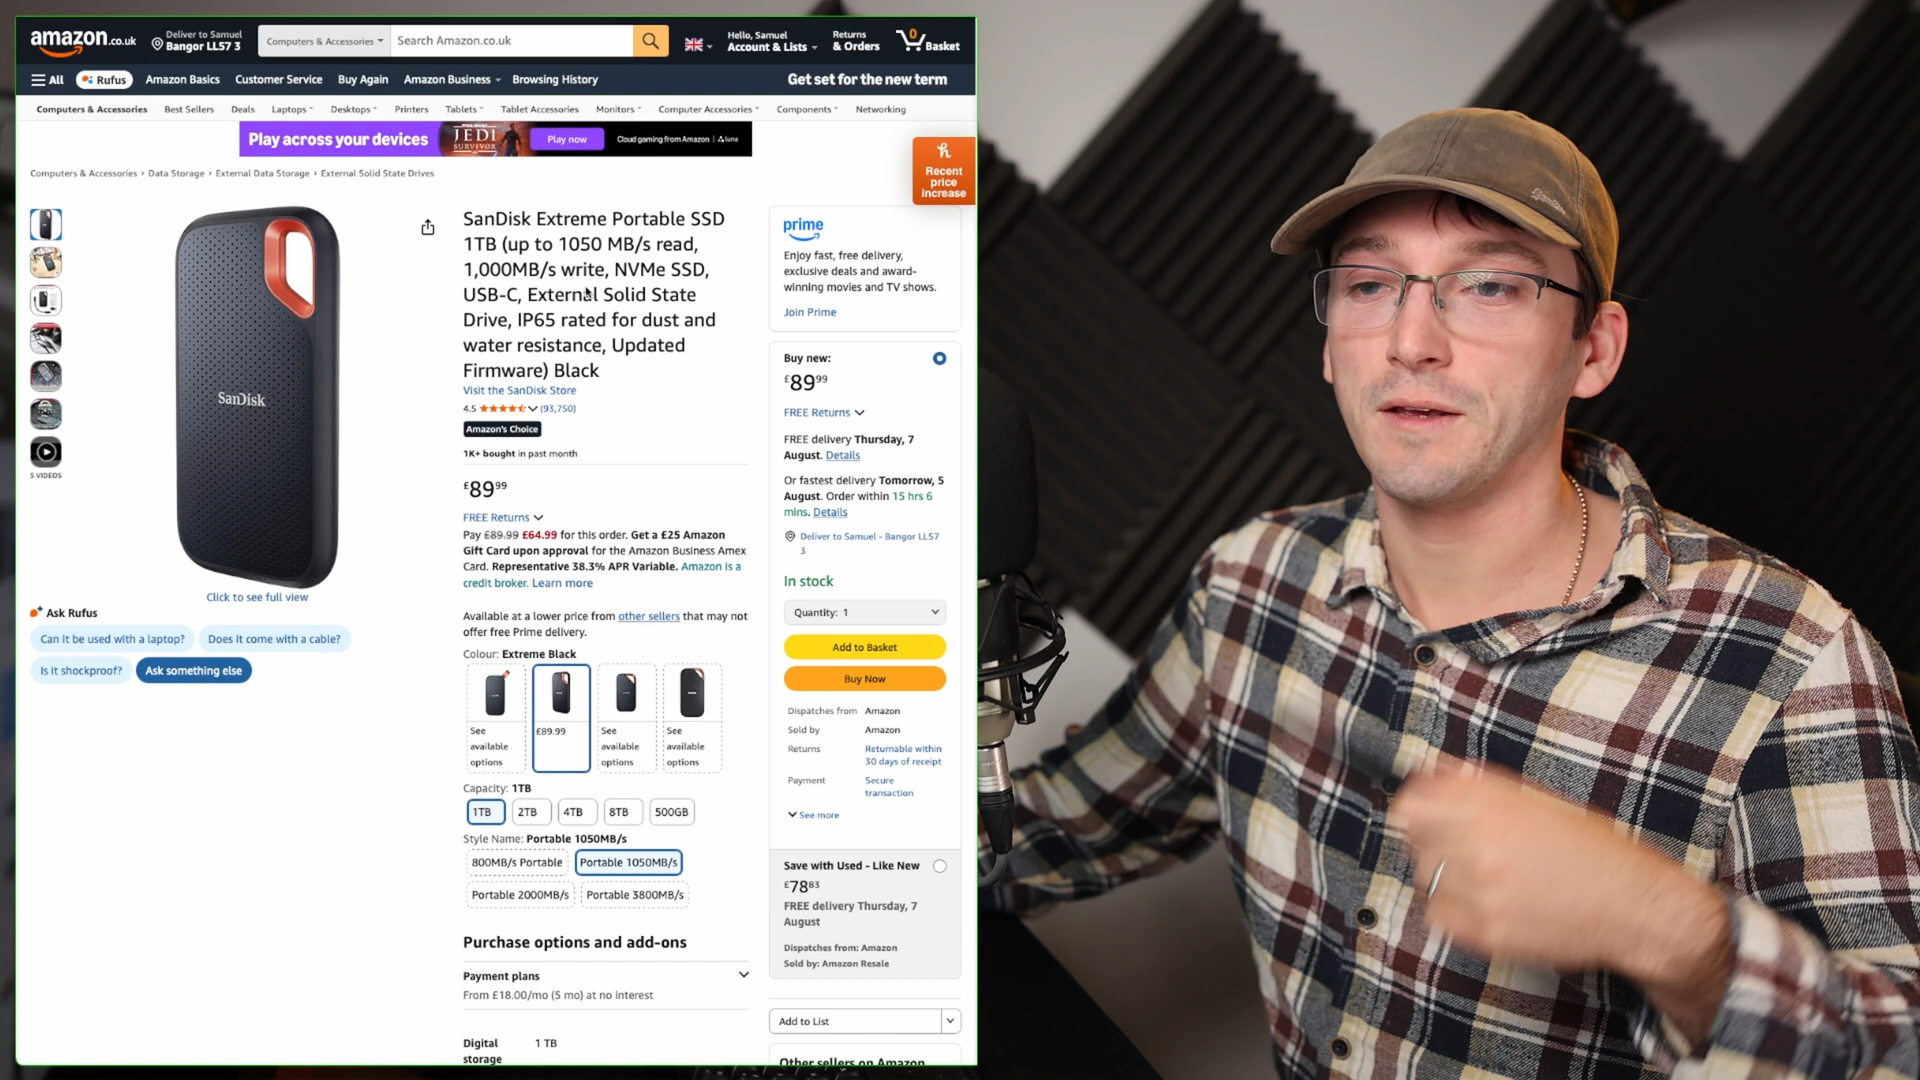 amazon.co.uk
Deliver to Samuel
Bangor LL57 3
Computers & Accessories
Search Amazon.co.uk
Hello, Samuel
Account & Lists
Returns
& Orders
0
Basket
All
Rufus
Amazon Basics
Customer Service
Buy Again
Amazon Business
Browsing History
Get set for the new term
Computers & Accessories
Best Sellers
Deals
Laptops
Desktops
Printers
Tablets
Tablet Accessories
Monitors
Computer Accessories
Components
Networking
Play across your devices
JEDI
SURVIVOR
Play now
Cloud gaming from Amazon | luna
h
Recent
price
increase
Computers & Accessories › Data Storage › External Data Storage › External Solid State Drives
SanDisk
Click to see full view
5 VIDEOS
Ask Rufus
Can it be used with a laptop?
Does it come with a cable?
Is it shockproof?
Ask something else
SanDisk Extreme Portable SSD
1TB (up to 1050 MB/s read,
1,000MB/s write, NVMe SSD,
USB-C, External Solid State
Drive, IP65 rated for dust and
water resistance, Updated
Firmware) Black
Visit the SanDisk Store
4.5
(93,750)
Amazon's Choice
1K+ bought in past month
£89.99
FREE Returns
Pay £89.99 £64.99 for this order. Get a £25 Amazon
Gift Card upon approval for the Amazon Business Amex
Card. Representative 38.3% APR Variable. Amazon is a
credit broker. Learn more
Available at a lower price from other sellers that may not
offer free Prime delivery.
Colour: Extreme Black
See
available
options
£89.99
See
available
options
See
available
options
Capacity: 1TB
1TB
2TB
4TB
8TB
500GB
Style Name: Portable 1050MB/s
800MB/s Portable
Portable 1050MB/s
Portable 2000MB/s
Portable 3800MB/s
Purchase options and add-ons
Payment plans
From £18.00/mo (5 mo) at no interest
Digital
storage
1 TB
prime
Enjoy fast, free delivery,
exclusive deals and award-
winning movies and TV shows.
Join Prime
Buy new:
£89.99
FREE Returns
FREE delivery Thursday, 7
August. Details
Or fastest delivery Tomorrow, 5
August. Order within 15 hrs 6
mins. Details
Deliver to Samuel - Bangor LL57
3
In stock
Quantity: 1
Add to Basket
Buy Now
Dispatches from Amazon
Sold by Amazon
Returns Returnable within
30 days of receipt
Payment Secure
transaction
See more
Save with Used - Like New
£78.83
FREE delivery Thursday, 7
August
Dispatches from: Amazon
Sold by: Amazon Resale
Add to List
Other sellers on Amazon